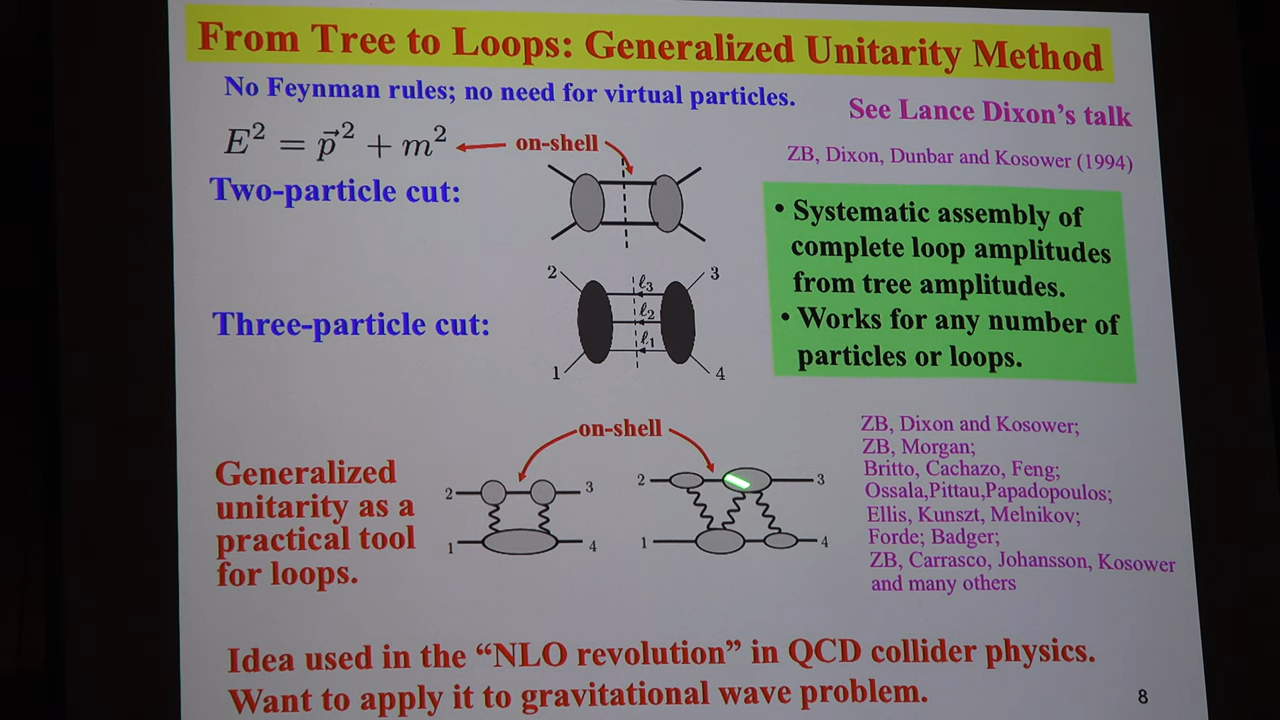 From Tree to Loops: Generalized Unitarity Method
No Feynman rules; no need for virtual particles.
See Lance Dixon's talk
E² = p⃗² + m²
on-shell
ZB, Dixon, Dunbar and Kosower (1994)
Two-particle cut:
• Systematic assembly of
complete loop amplitudes
from tree amplitudes.
• Works for any number of
particles or loops.
Three-particle cut:
2
3
ℓ₃
ℓ₂
ℓ₁
1
4
on-shell
Generalized
unitarity as a
practical tool
for loops.
2
3
1
4
2
3
1
4
ZB, Dixon and Kosower;
ZB, Morgan;
Britto, Cachazo, Feng;
Ossala,Pittau,Papadopoulos;
Ellis, Kunszt, Melnikov;
Forde; Badger;
ZB, Carrasco, Johansson, Kosower
and many others
Idea used in the “NLO revolution” in QCD collider physics.
Want to apply it to gravitational wave problem.
8